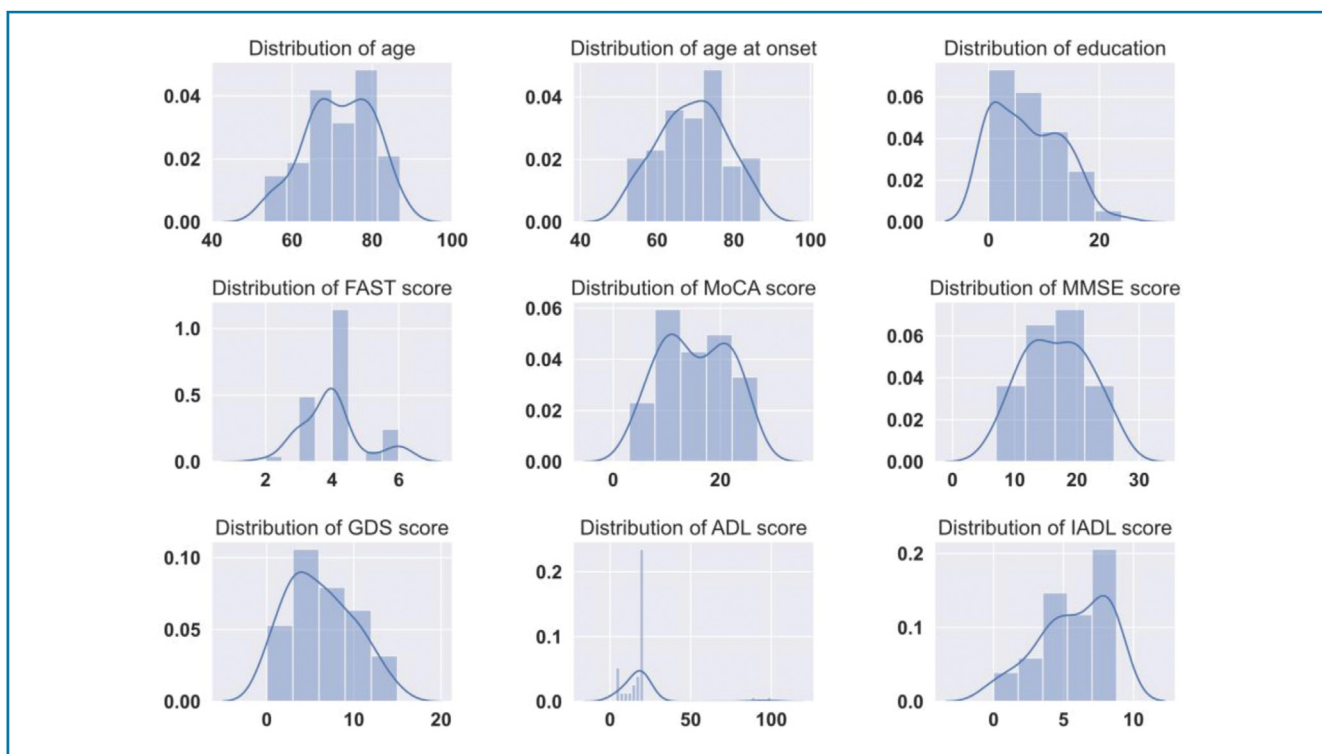 Distribution of age
Distribution of age at onset
Distribution of education
0.04
0.02
0.00
40 60 80 100
0.04
0.02
0.00
40 60 80 100
0.06
0.04
0.02
0.00
0 20
Distribution of FAST score
Distribution of MoCA score
Distribution of MMSE score
1.0
0.5
0.0
2 4 6
0.06
0.04
0.02
0.00
0 20
0.06
0.04
0.02
0.00
0 10 20 30
Distribution of GDS score
Distribution of ADL score
Distribution of IADL score
0.10
0.05
0.00
0 10 20
0.2
0.1
0.0
0 50 100
0.2
0.1
0.0
0 5 10